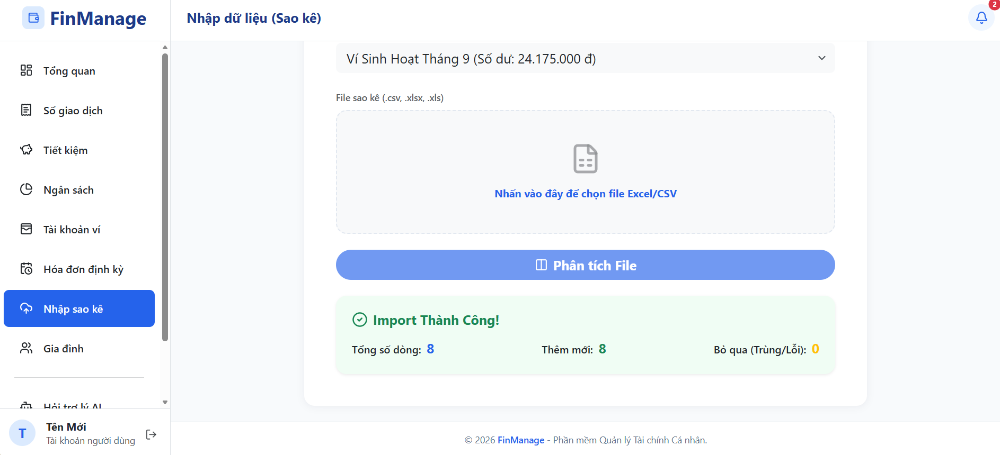 FinManage
Nhập dữ liệu (Sao kê)
2
Tổng quan
Sổ giao dịch
Tiết kiệm
Ngân sách
Tài khoản ví
Hóa đơn định kỳ
Nhập sao kê
Gia đình
Hỏi trợ lý AI
T
Tên Mới
Tài khoản người dùng
Ví Sinh Hoạt Tháng 9 (Số dư: 24.175.000 đ)
File sao kê (.csv, .xlsx, .xls)
Nhấn vào đây để chọn file Excel/CSV
Phân tích File
Import Thành Công!
Tổng số dòng: 8
Thêm mới: 8
Bỏ qua (Trùng/Lỗi): 0
© 2026 FinManage - Phần mềm Quản lý Tài chính Cá nhân.